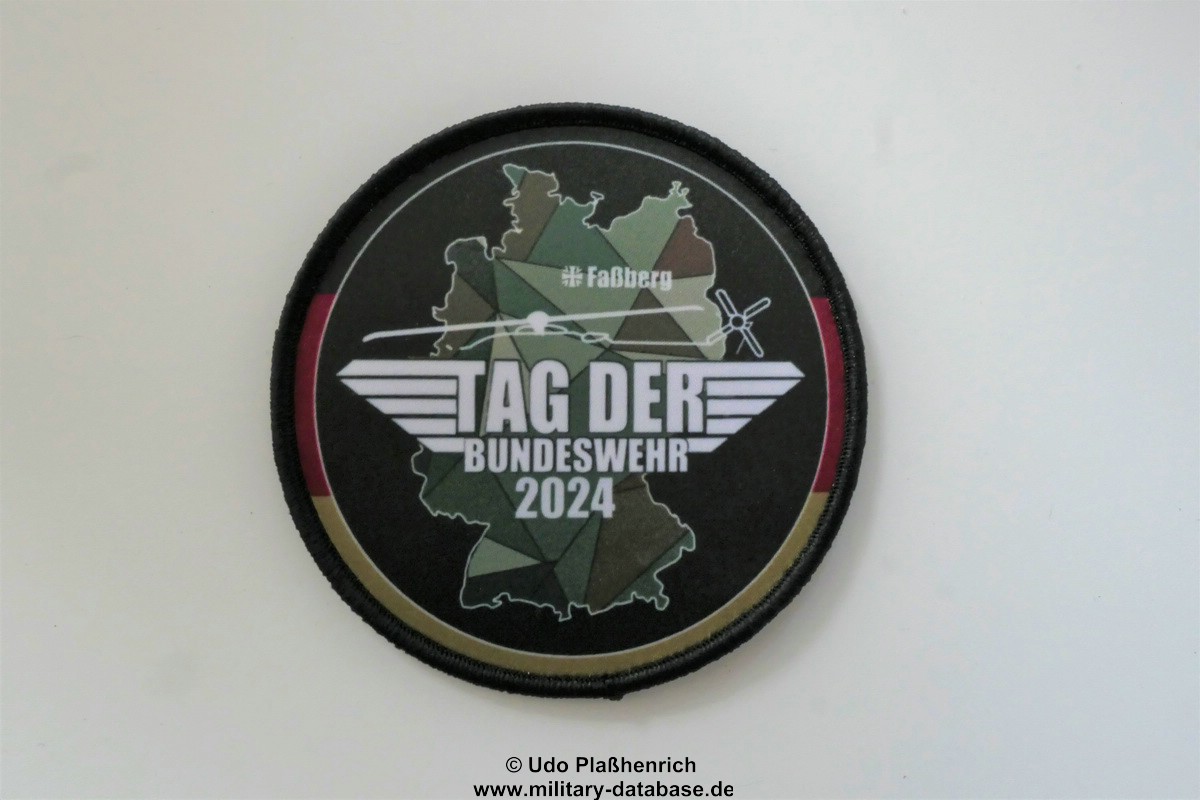 Faßberg
TAG DER
BUNDESWEHR
2024
© Udo Plaßhenrich
www.military-database.de